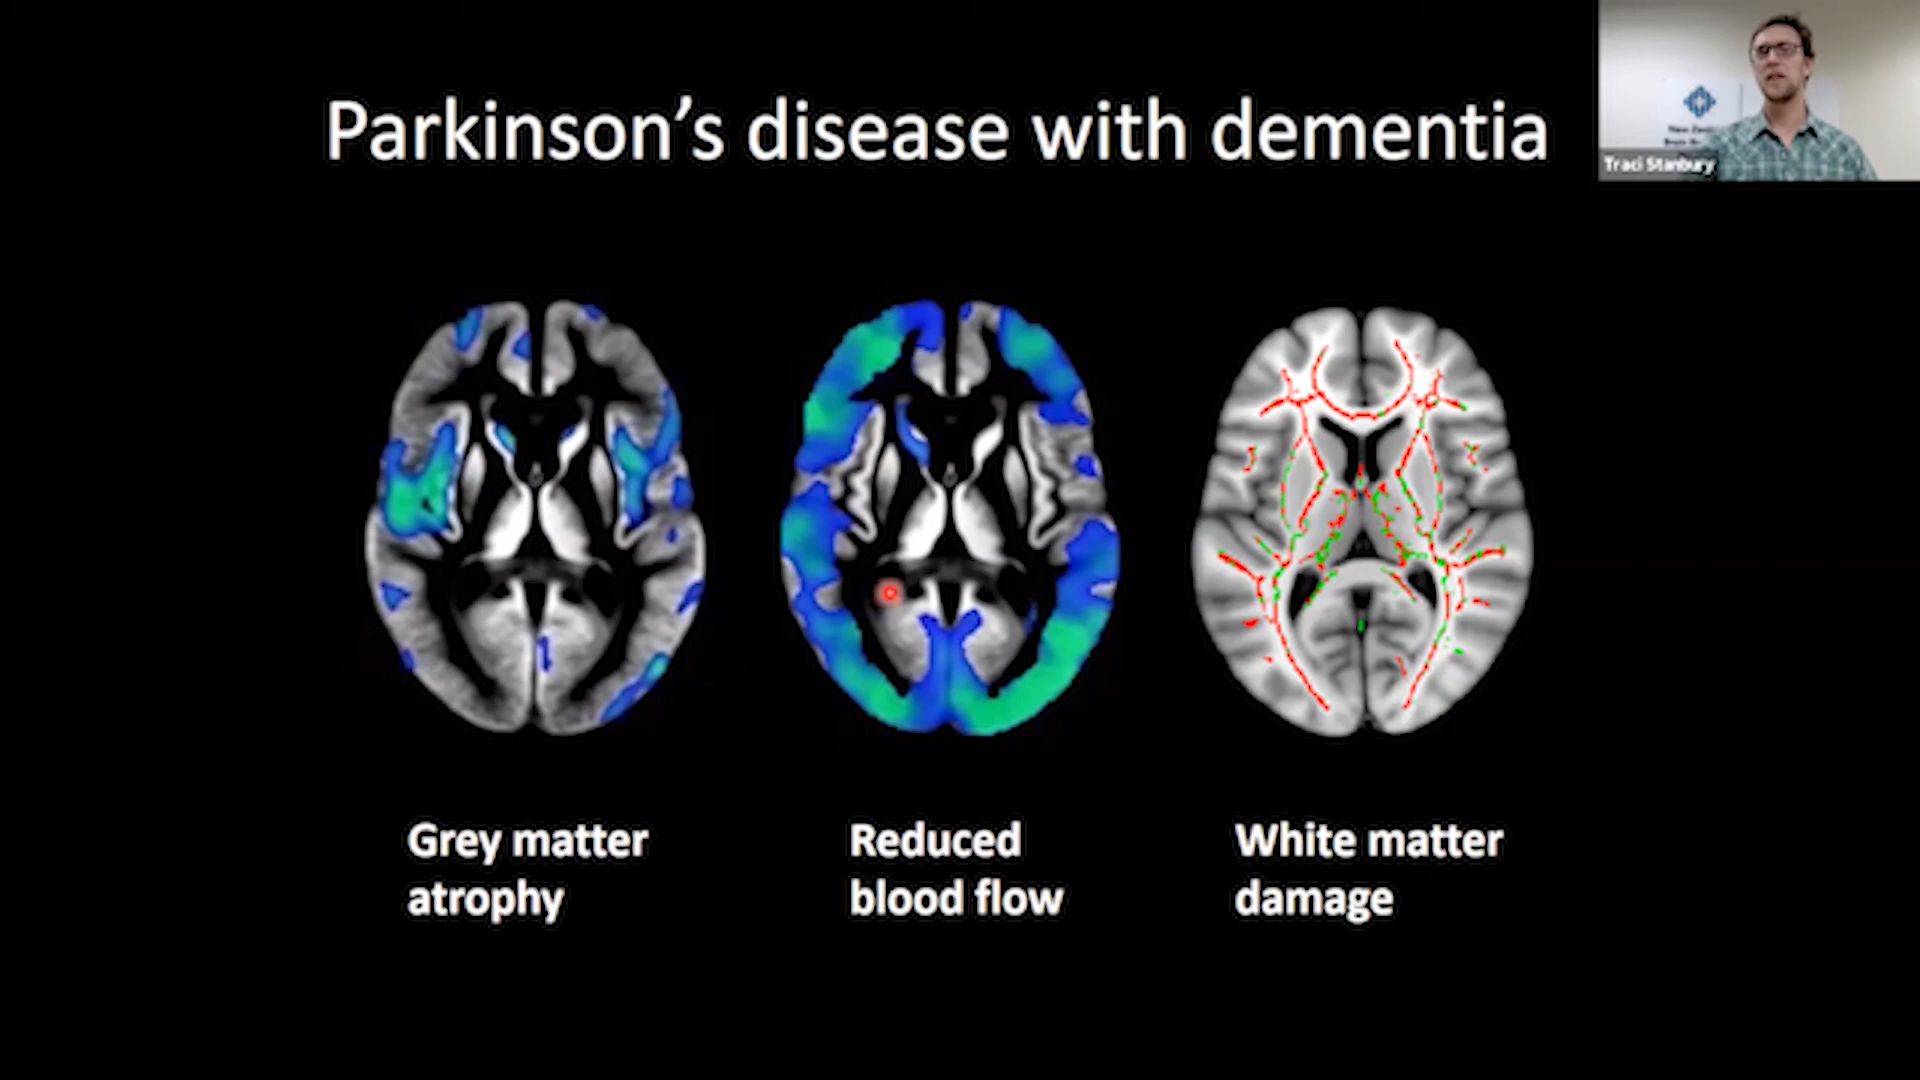 Parkinson's disease with dementia
Traci Stanbury
Grey matter
atrophy
Reduced
blood flow
White matter
damage